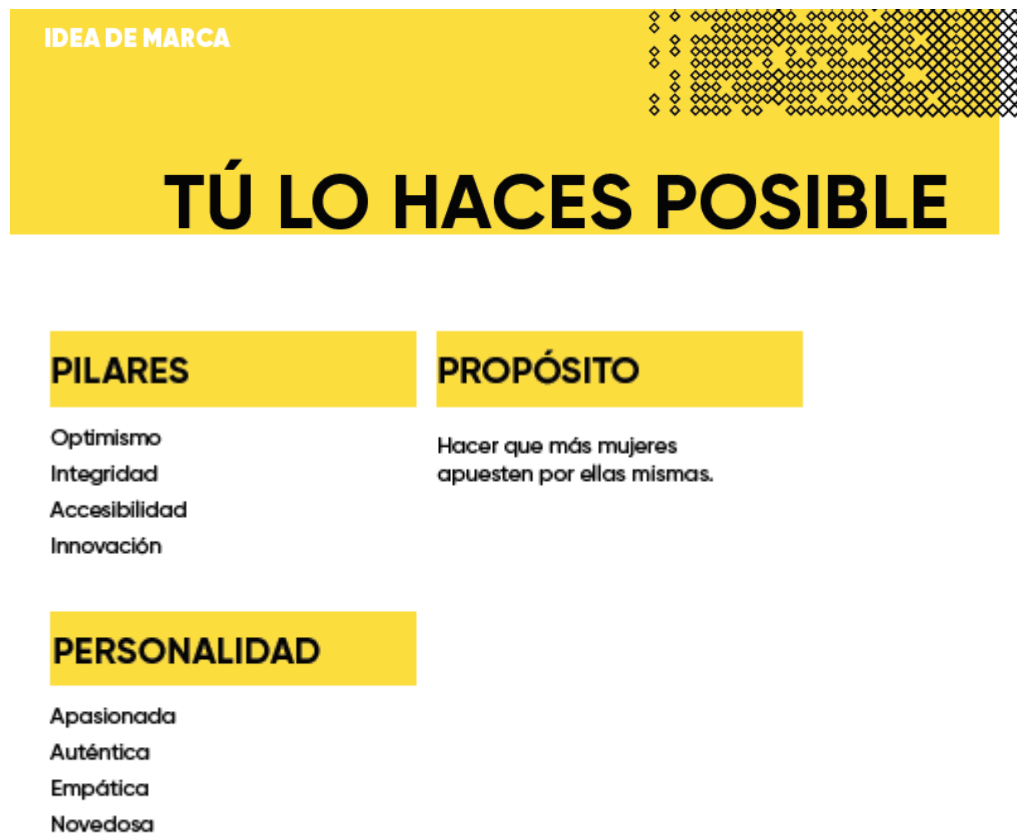 IDEA DE MARCA
TÚ LO HACES POSIBLE
PILARES
Optimismo
Integridad
Accesibilidad
Innovación
PROPÓSITO
Hacer que más mujeres
apuesten por ellas mismas.
PERSONALIDAD
Apasionada
Auténtica
Empática
Novedosa